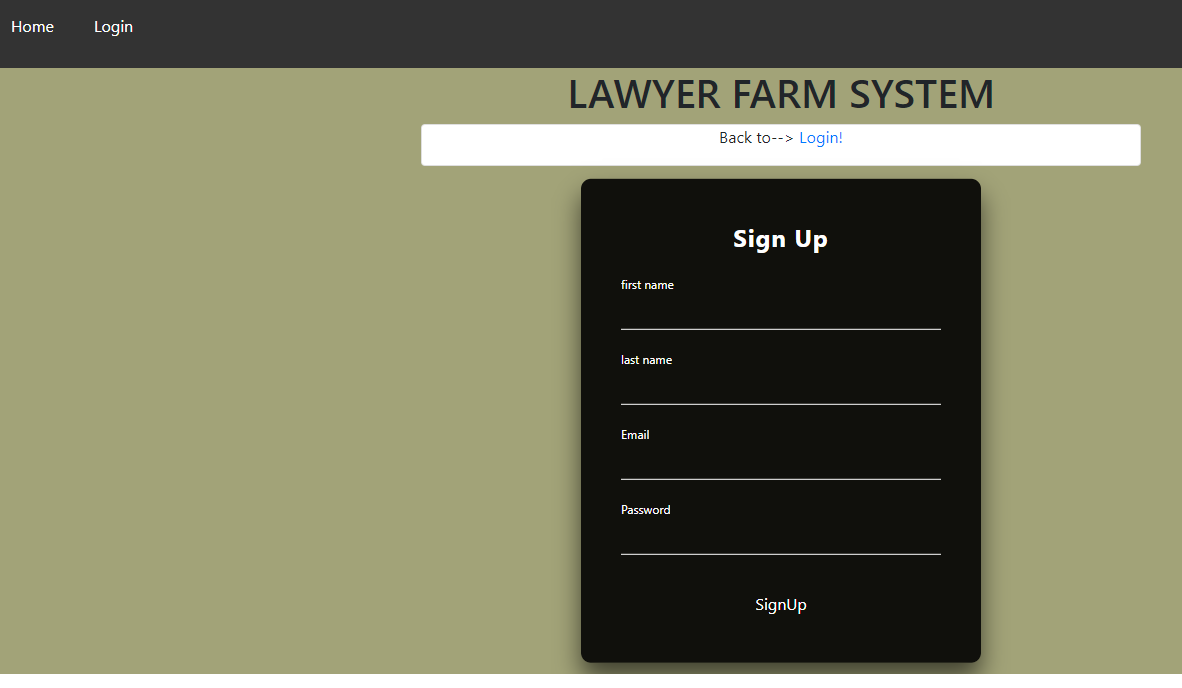 Home Login
LAWYER FARM SYSTEM
Back to--> Login!
Sign Up
first name
last name
Email
Password
SignUp